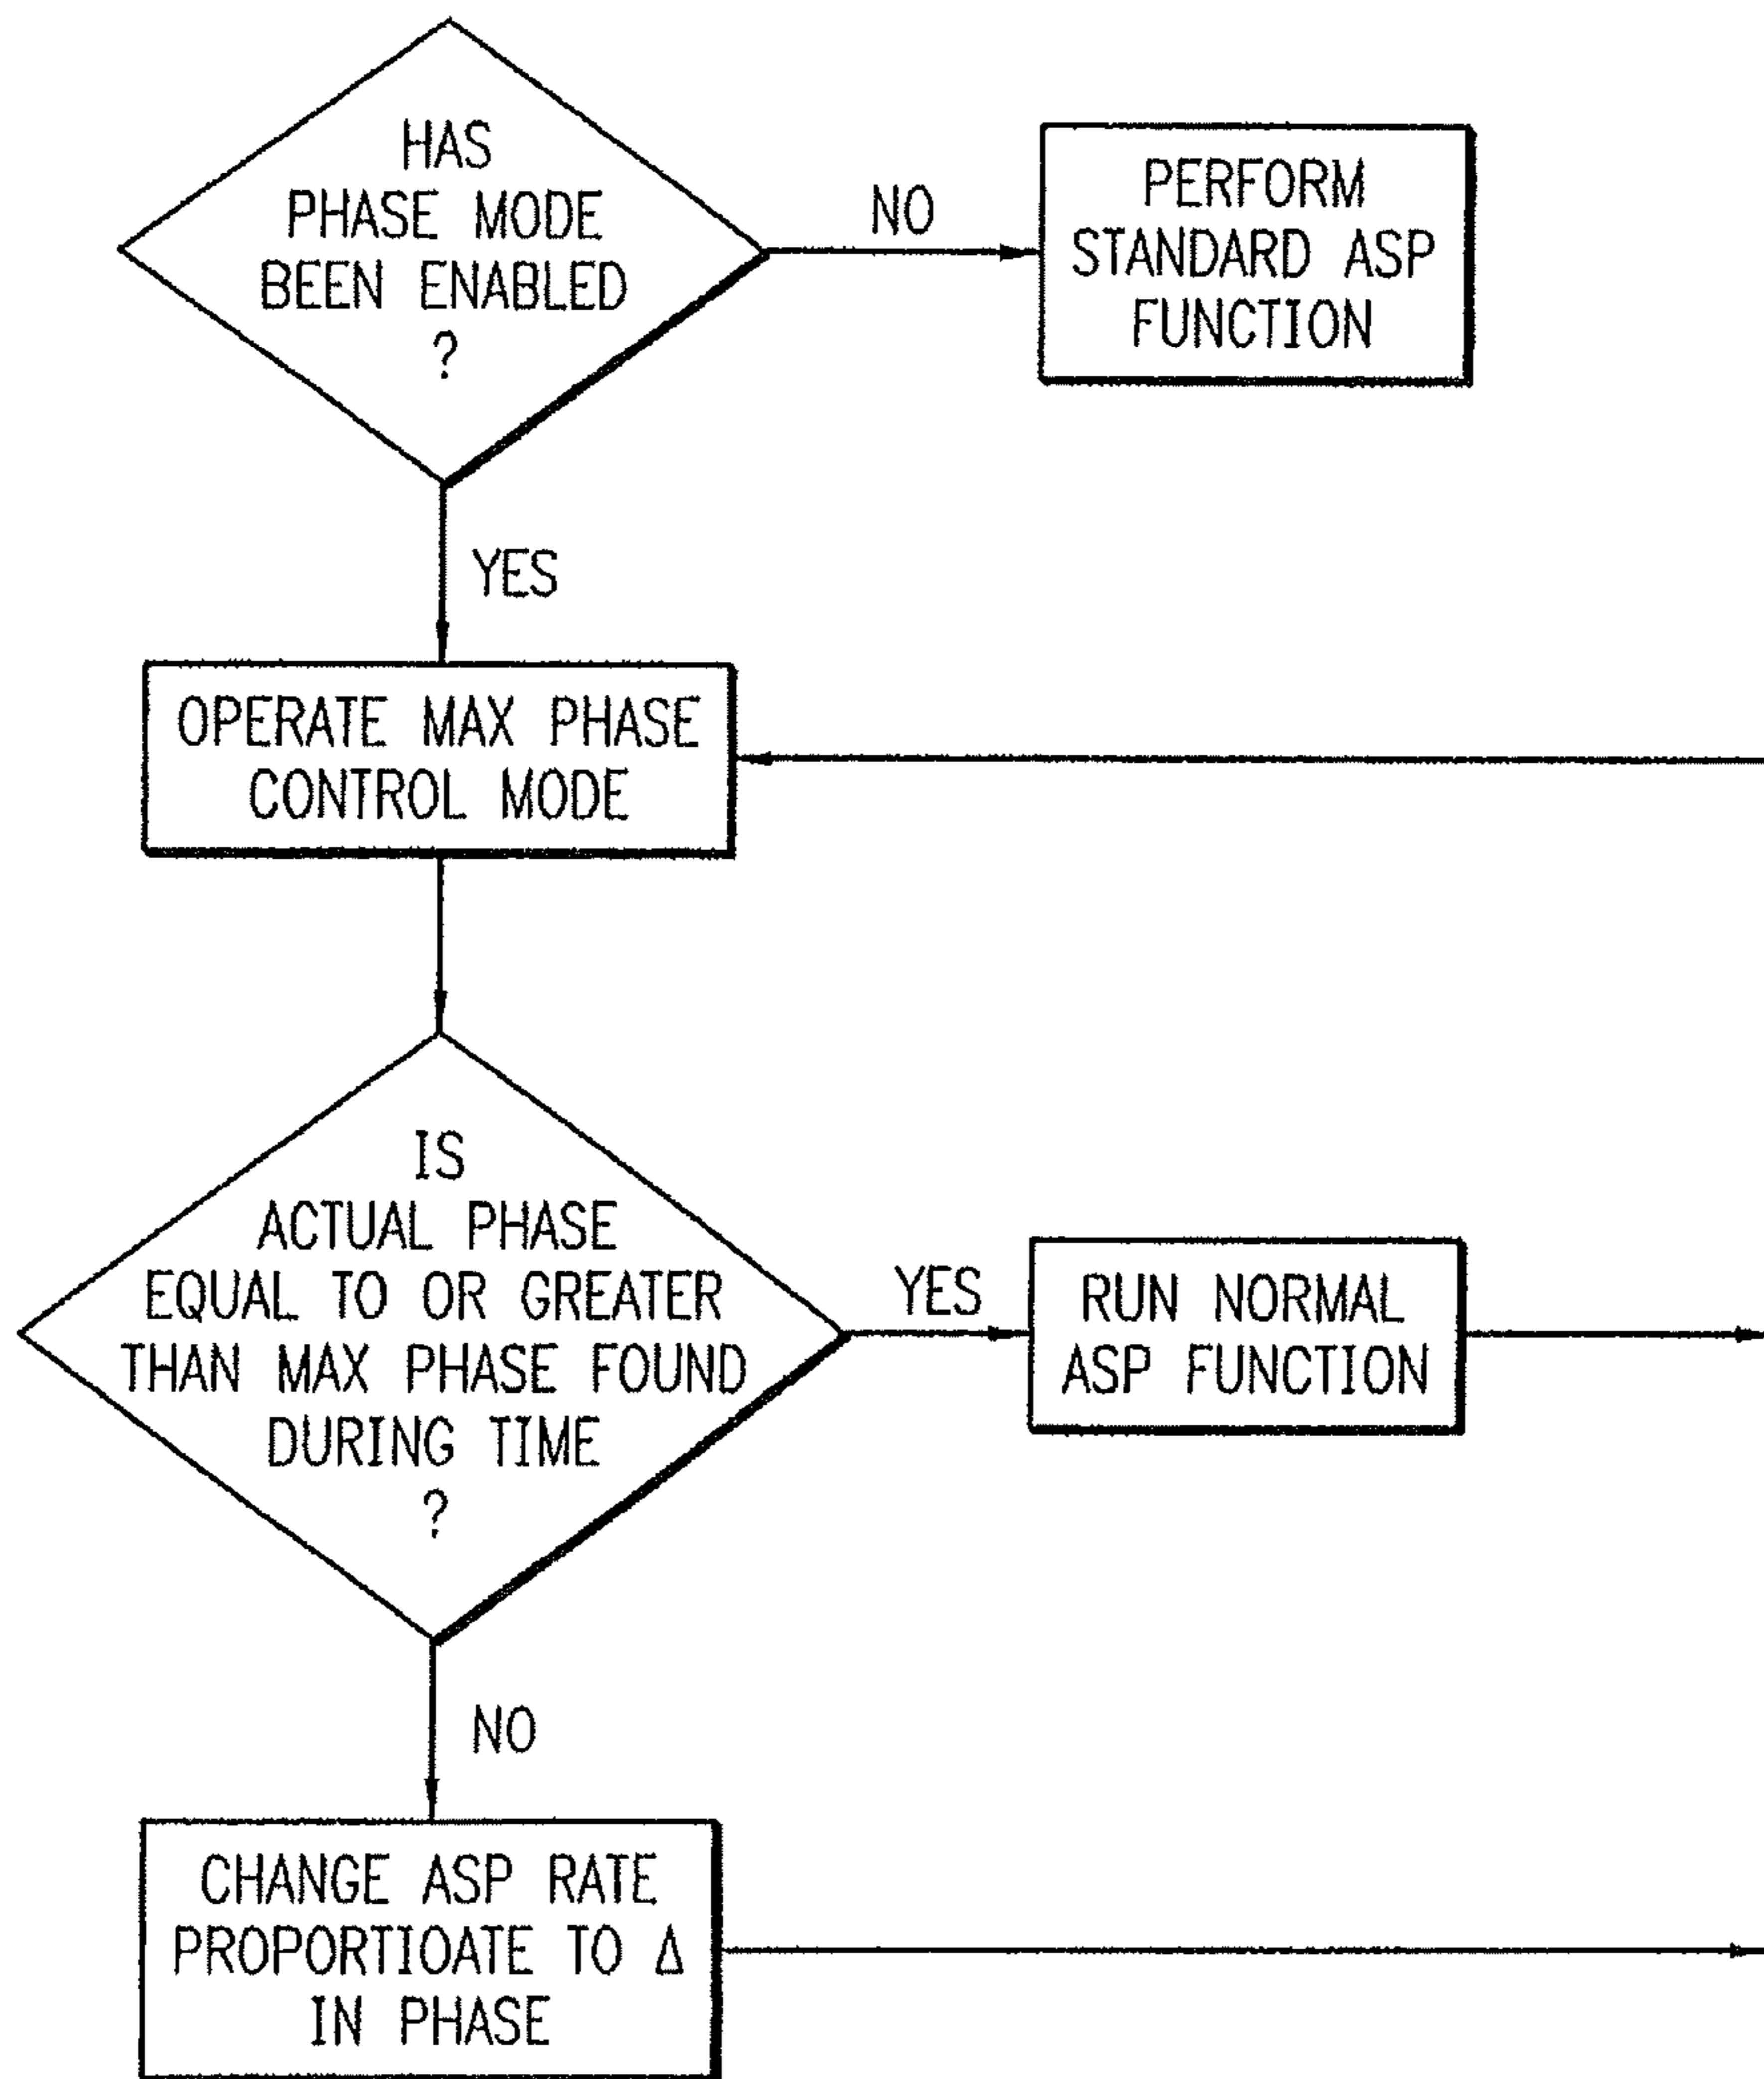 HAS
PHASE MODE
BEEN ENABLED
?
NO
PERFORM
STANDARD ASP
FUNCTION
YES
OPERATE MAX PHASE
CONTROL MODE
IS
ACTUAL PHASE
EQUAL TO OR GREATER
THAN MAX PHASE FOUND
DURING TIME
?
YES
RUN NORMAL
ASP FUNCTION
NO
CHANGE ASP RATE
PROPORTIOATE TO Δ
IN PHASE